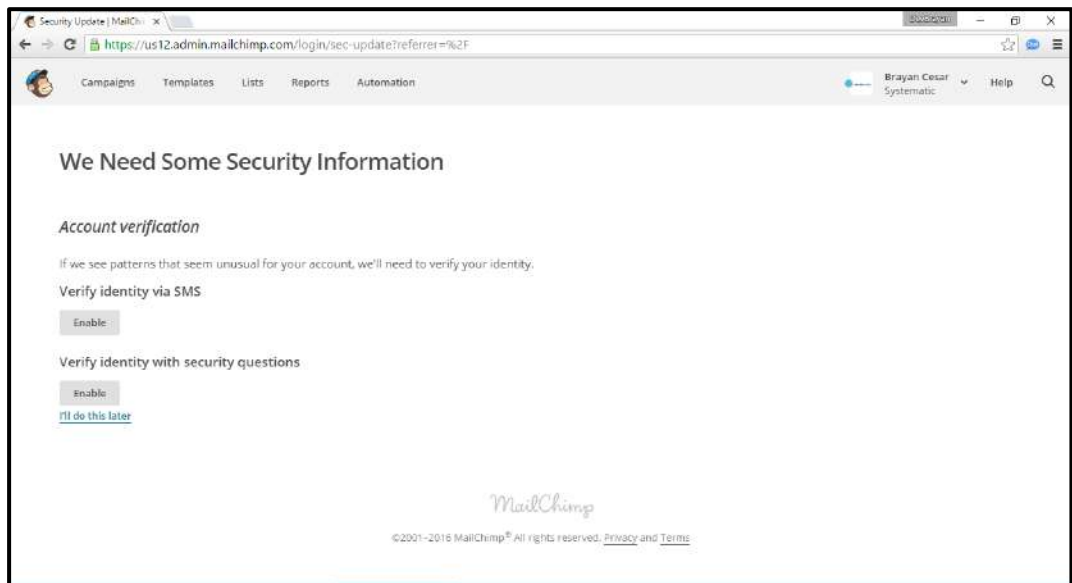 Security Update | MailChi
https://us12.admin.mailchimp.com/login/sec-update?referrer=%2F
Campaigns Templates Lists Reports Automation Brayan Cesar Help
Systematic
We Need Some Security Information
Account verification
If we see patterns that seem unusual for your account, we'll need to verify your identity.
Verify identity via SMS
Enable
Verify identity with security questions
Enable
I'll do this later
MailChimp
©2001–2016 MailChimp® All rights reserved. Privacy and Terms